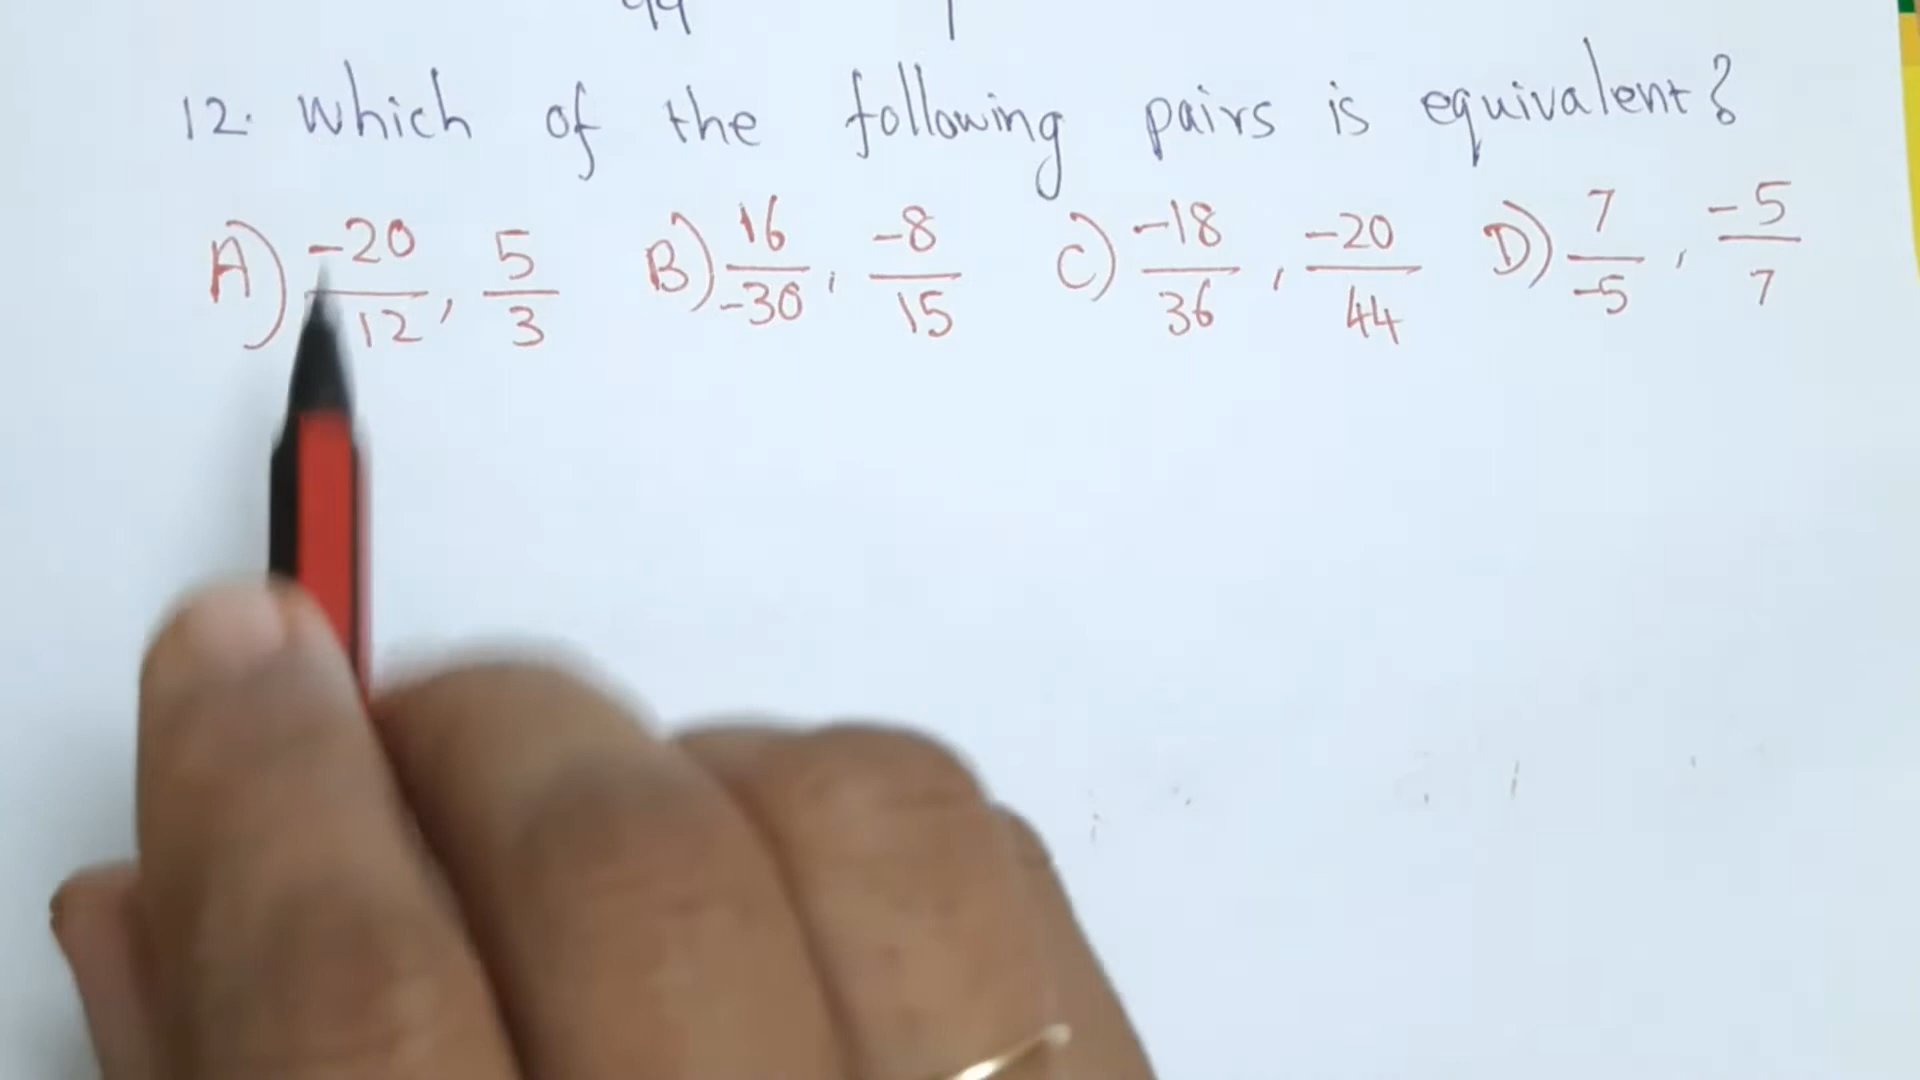 12. Which of the following pairs is equivalent?
A) -20/12, 5/3 B) 16/-30, -8/15 C) -18/36, -20/44 D) 7/-5, -5/7